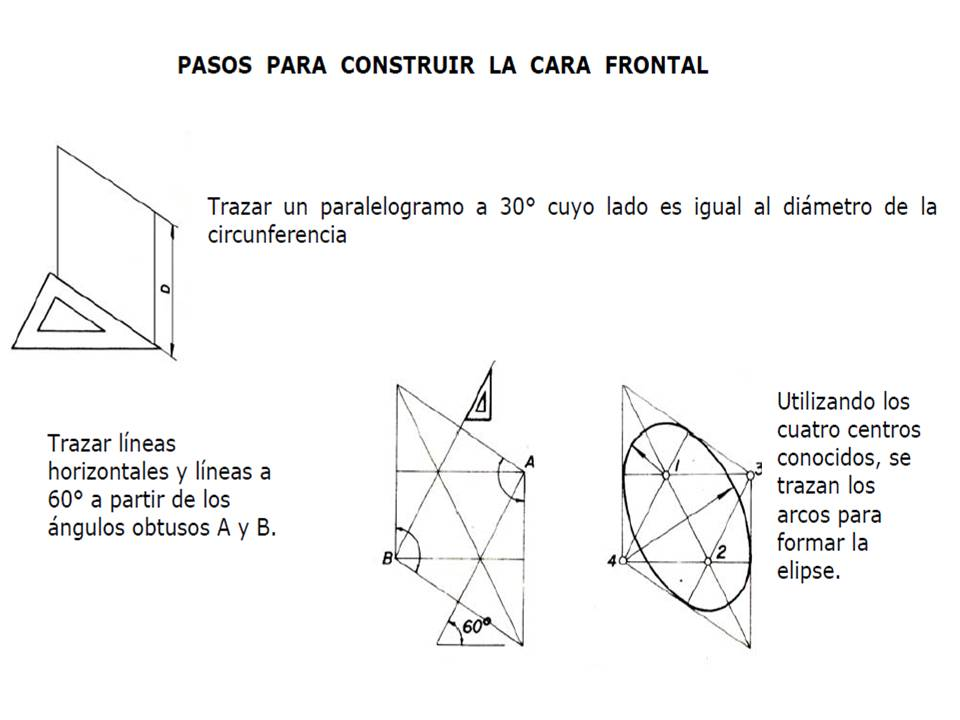 PASOS PARA CONSTRUIR LA CARA FRONTAL
Trazar un paralelogramo a 30° cuyo lado es igual al diámetro de la
circunferencia
D
Trazar líneas
horizontales y líneas a
60° a partir de los
ángulos obtusos A y B.
A
B
60°
1
3
4
2
Utilizando los
cuatro centros
conocidos, se
trazan los
arcos para
formar la
elipse.